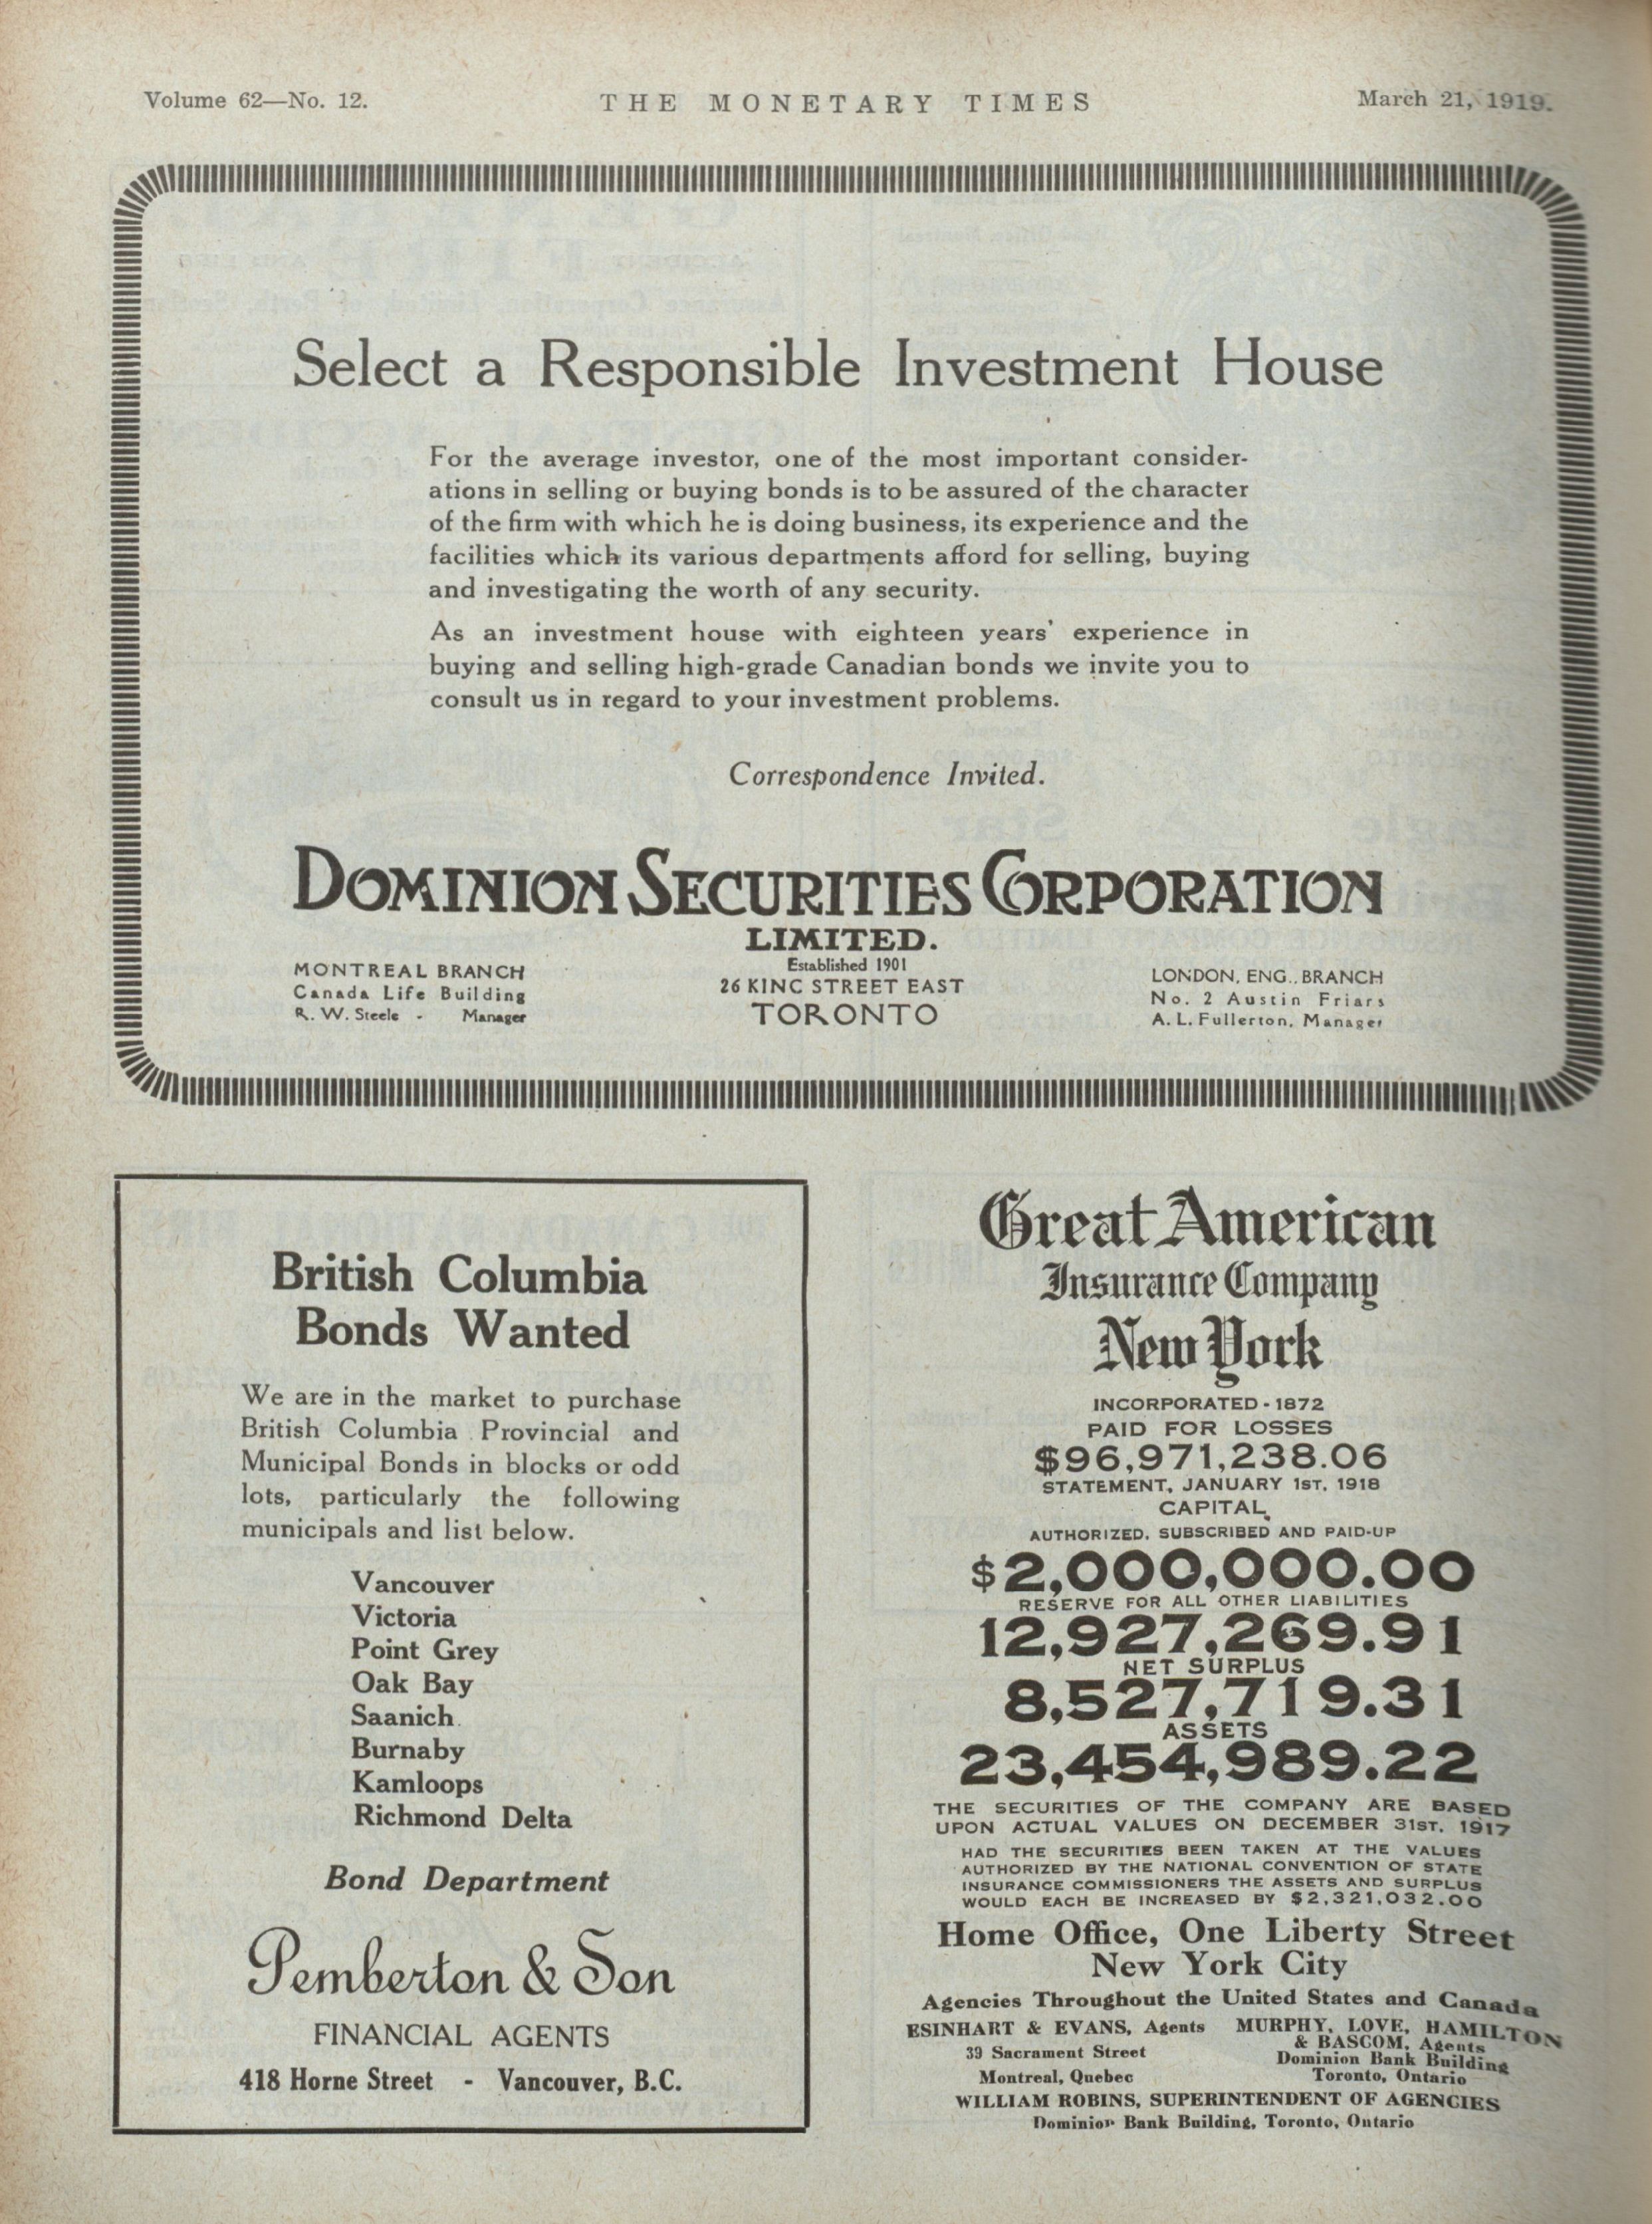 Volume 62—No. 12.
THE MONETARY TIMES
March 21, 1919.
Select a Responsible Investment House
For the average investor, one of the most important consider-
ations in selling or buying bonds is to be assured of the character
of the firm with which he is doing business, its experience and the
facilities which its various departments afford for selling, buying
and investigating the worth of any security.
As an investment house with eighteen years' experience in
buying and selling high-grade Canadian bonds we invite you to
consult us in regard to your investment problems.
Correspondence Invited.
DOMINION SECURITIES CORPORATION
LIMITED.
Established 1901
26 KING STREET EAST
TORONTO
MONTREAL BRANCH
Canada Life Building
R. W. Steele - Manager
LONDON, ENG., BRANCH
No. 2 Austin Friars
A. L. Fullerton, Manager
British Columbia
Bonds Wanted
We are in the market to purchase
British Columbia Provincial and
Municipal Bonds in blocks or odd
lots, particularly the following
municipals and list below.
Vancouver
Victoria
Point Grey
Oak Bay
Saanich
Burnaby
Kamloops
Richmond Delta
Bond Department
Pemberton & Son
FINANCIAL AGENTS
418 Horne Street - Vancouver, B.C.
Great American
Insurance Company
New York
INCORPORATED - 1872
PAID FOR LOSSES
$96,971,238.06
STATEMENT, JANUARY 1ST, 1918
CAPITAL
AUTHORIZED, SUBSCRIBED AND PAID-UP
$2,000,000.00
RESERVE FOR ALL OTHER LIABILITIES
12,927,269.91
NET SURPLUS
8,527,719.31
ASSETS
23,454,989.22
THE SECURITIES OF THE COMPANY ARE BASED
UPON ACTUAL VALUES ON DECEMBER 31ST, 1917
HAD THE SECURITIES BEEN TAKEN AT THE VALUES
AUTHORIZED BY THE NATIONAL CONVENTION OF STATE
INSURANCE COMMISSIONERS THE ASSETS AND SURPLUS
WOULD EACH BE INCREASED BY $2,321,032.00
Home Office, One Liberty Street
New York City
Agencies Throughout the United States and Canada
ESINHART & EVANS, Agents
39 Sacrament Street
Montreal, Quebec
MURPHY, LOVE, HAMILTON
& BASCOM, Agents
Dominion Bank Building
Toronto, Ontario
WILLIAM ROBINS, SUPERINTENDENT OF AGENCIES
Dominion Bank Building, Toronto, Ontario